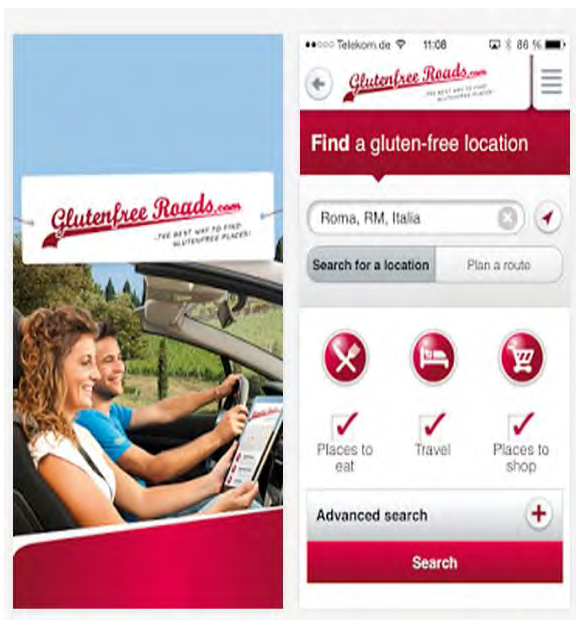 Glutenfree Roads.com
...THE BEST WAY TO FIND
GLUTENFREE PLACES!
Telekom.de 11:08 86 %
Glutenfree Roads.com
...THE BEST WAY TO FIND
GLUTENFREE PLACES!
Find a gluten-free location
Roma, RM, Italia
Search for a location Plan a route
Places to
eat
Travel
Places to
shop
Advanced search
Search